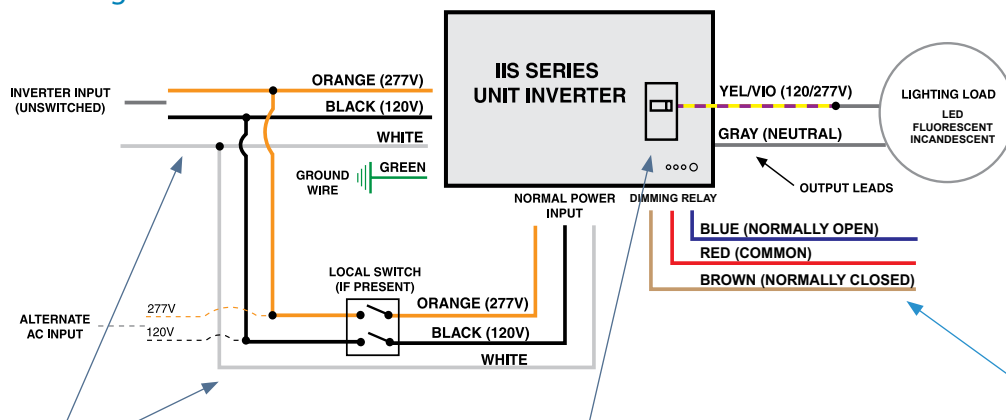 IIS SERIES
UNIT INVERTER
INVERTER INPUT
(UNSWITCHED)
ORANGE (277V)
BLACK (120V)
WHITE
GREEN
GROUND
WIRE
YEL/VIO (120/277V)
GRAY (NEUTRAL)
LIGHTING LOAD
LED
FLUORESCENT
INCANDESCENT
OUTPUT LEADS
NORMAL POWER
INPUT
DIMMING RELAY
BLUE (NORMALLY OPEN)
RED (COMMON)
BROWN (NORMALLY CLOSED)
LOCAL SWITCH
(IF PRESENT)
ORANGE (277V)
BLACK (120V)
WHITE
ALTERNATE
AC INPUT
277V
120V